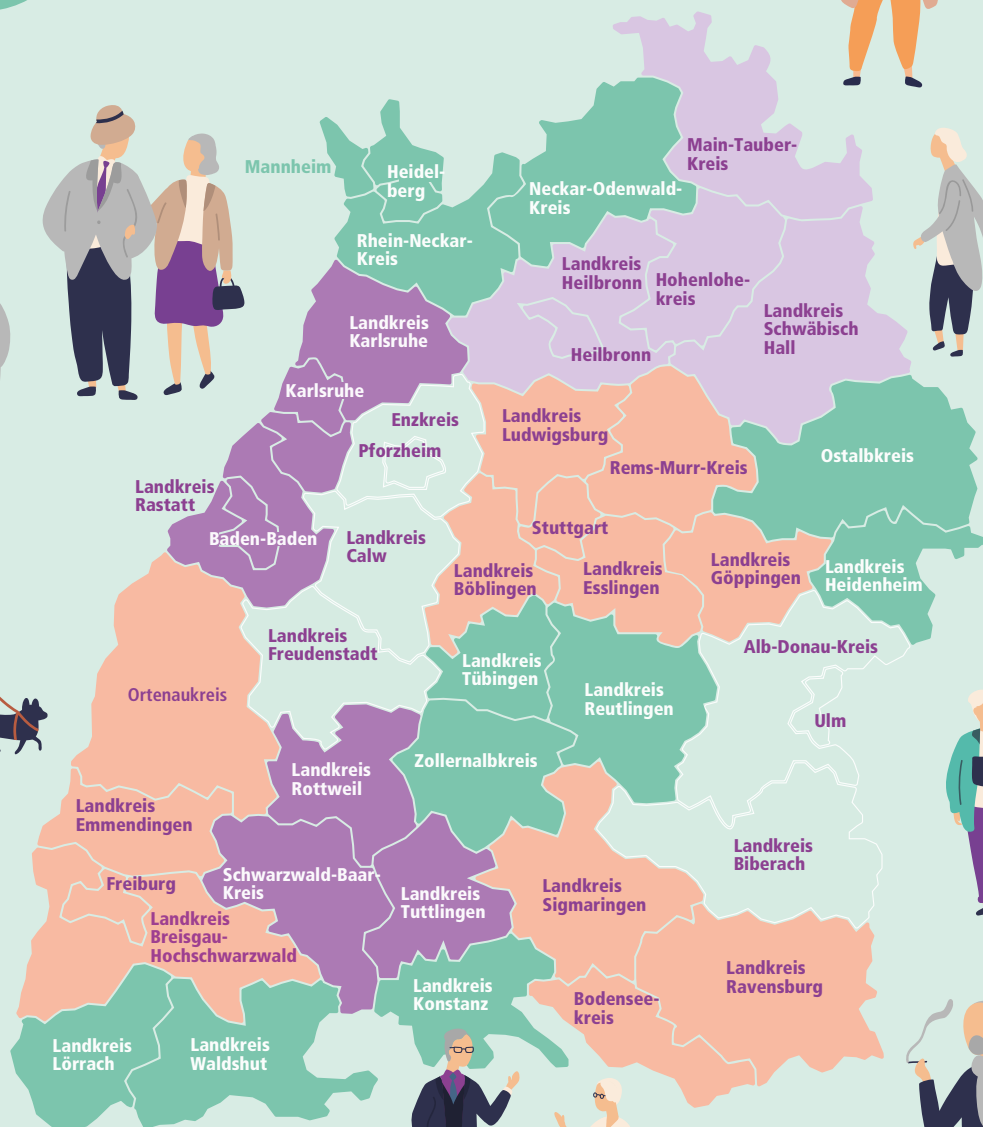 Main-Tauber-
Kreis
Mannheim
Heidel-
berg
Neckar-Odenwald-
Kreis
Rhein-Neckar-
Kreis
Landkreis
Heilbronn
Hohenlohe-
kreis
Landkreis
Schwäbisch
Hall
Landkreis
Karlsruhe
Heilbronn
Karlsruhe
Enzkreis
Landkreis
Ludwigsburg
Pforzheim
Rems-Murr-Kreis
Ostalbkreis
Landkreis
Rastatt
Baden-Baden
Landkreis
Calw
Stuttgart
Landkreis
Böblingen
Landkreis
Esslingen
Landkreis
Göppingen
Landkreis
Heidenheim
Landkreis
Freudenstadt
Landkreis
Tübingen
Alb-Donau-Kreis
Ortenaukreis
Landkreis
Reutlingen
Ulm
Landkreis
Rottweil
Zollernalbkreis
Landkreis
Emmendingen
Landkreis
Biberach
Freiburg
Schwarzwald-Baar-
Kreis
Landkreis
Tuttlingen
Landkreis
Sigmaringen
Landkreis
Breisgau-
Hochschwarzwald
Landkreis
Ravensburg
Landkreis
Konstanz
Bodensee-
kreis
Landkreis
Lörrach
Landkreis
Waldshut